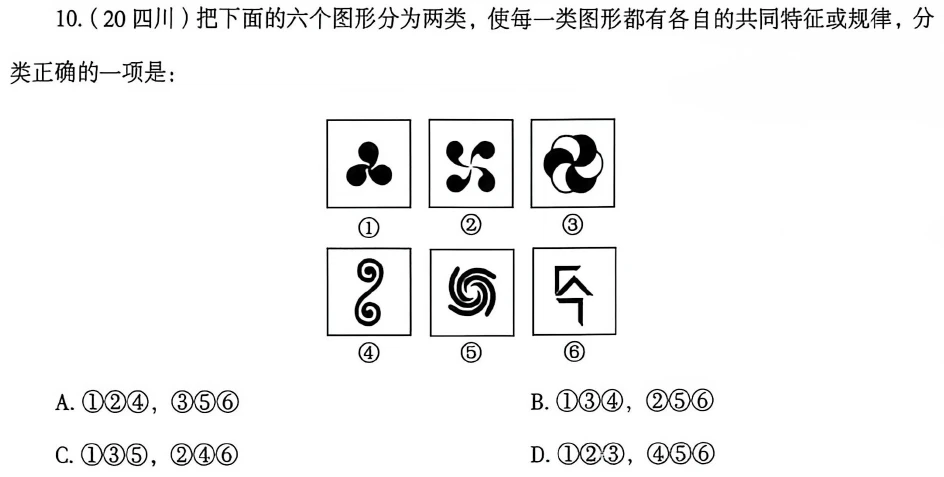 10.(20 四川)把下面的六个图形分为两类，使每一类图形都有各自的共同特征或规律，分
类正确的一项是：
① ② ③
④ ⑤ ⑥
A. ①②④，③⑤⑥ B. ①③④，②⑤⑥
C. ①③⑤，②④⑥ D. ①②③，④⑤⑥